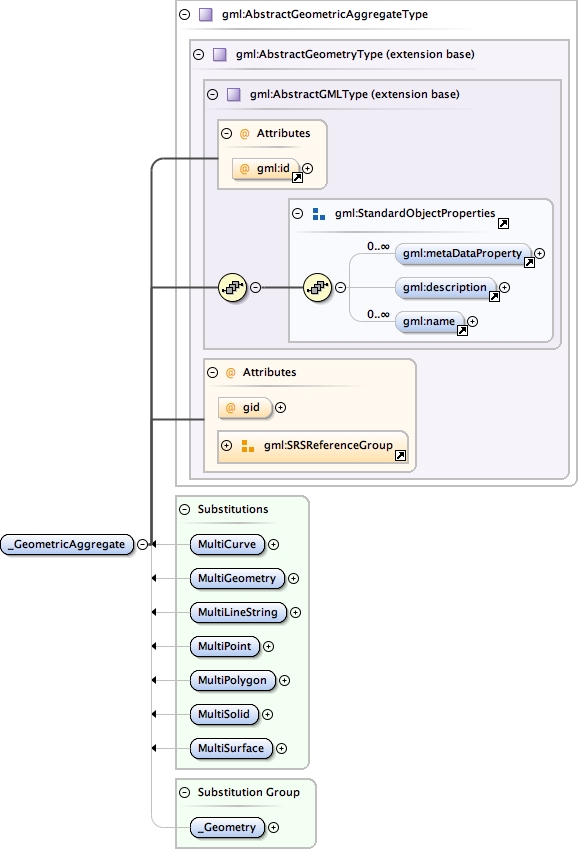 gml:AbstractGeometricAggregateType
gml:AbstractGeometryType (extension base)
gml:AbstractGMLType (extension base)
@ Attributes
@ gml:id
gml:StandardObjectProperties
0..∞
gml:metaDataProperty
gml:description
0..∞
gml:name
@ Attributes
@ gid
gml:SRSReferenceGroup
_GeometricAggregate
Substitutions
MultiCurve
MultiGeometry
MultiLineString
MultiPoint
MultiPolygon
MultiSolid
MultiSurface
Substitution Group
_Geometry